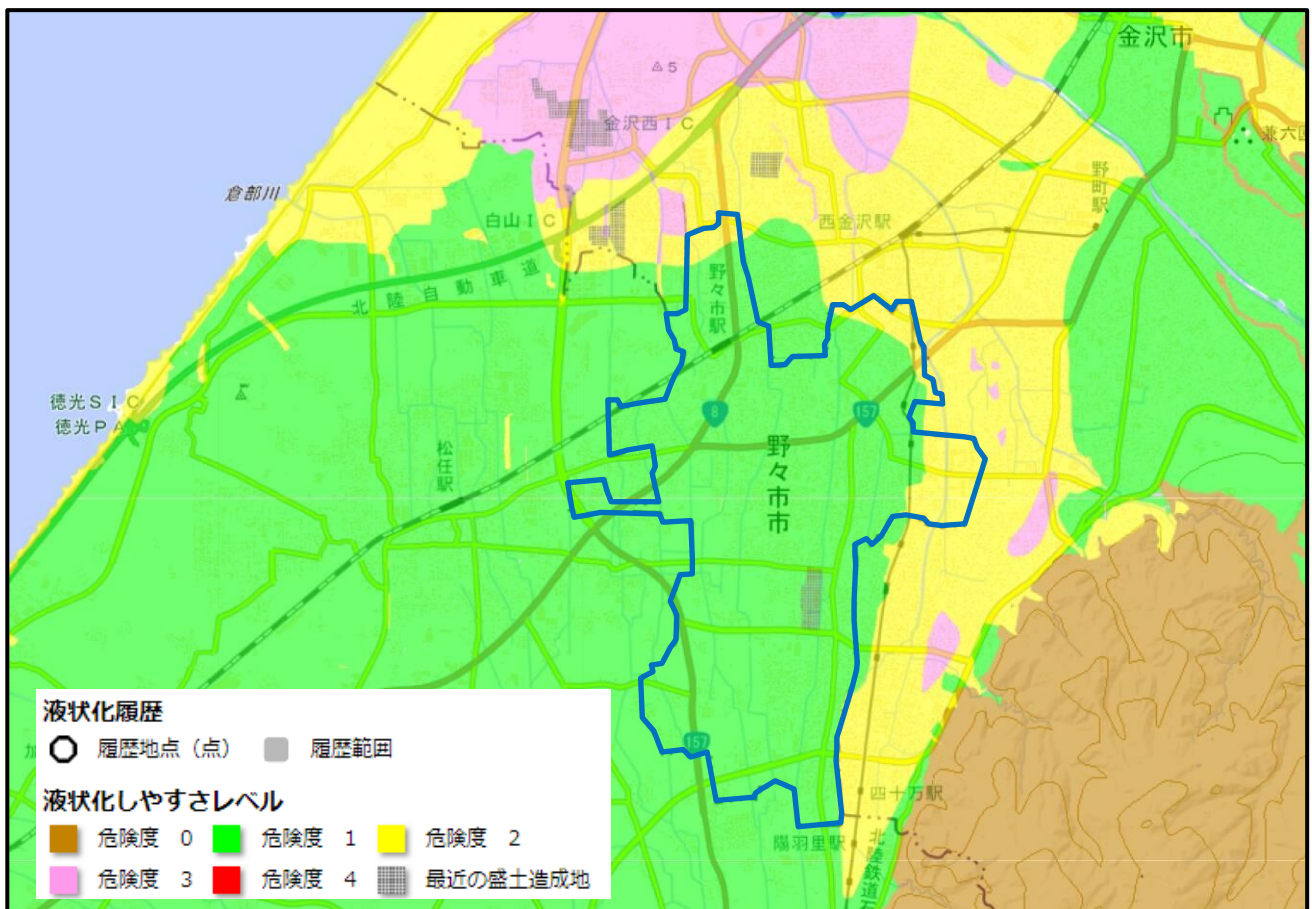 金沢市
5
金沢西IC
兼六
倉部川
野町駅
白山IC
西金沢駅
北陸自動車道
野々市駅
徳光SIC
徳光PA
8
157
松任駅
野々市市
157
四十万駅
陽羽里駅
北陸鉄道石
加
液状化履歴
履歴地点（点） 履歴範囲
液状化しやすさレベル
危険度 0 危険度 1 危険度 2
危険度 3 危険度 4 最近の盛土造成地